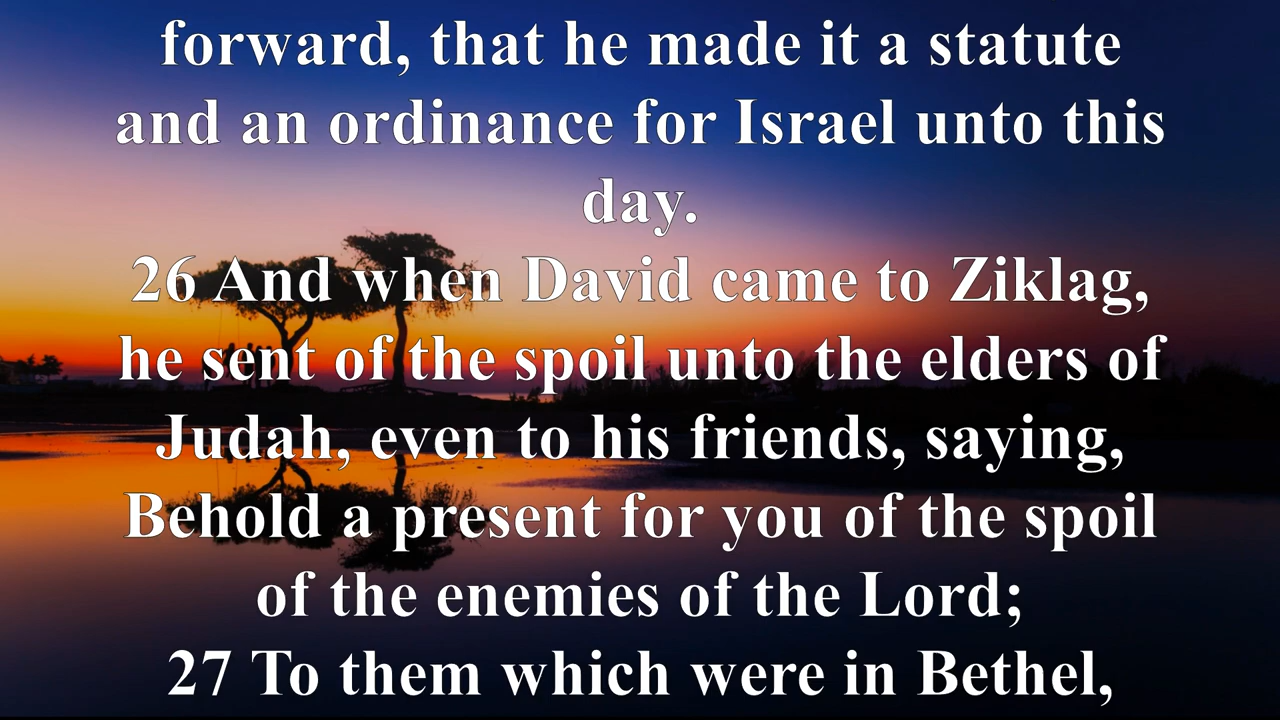 forward, that he made it a statute
and an ordinance for Israel unto this
day.
26 And when David came to Ziklag,
he sent of the spoil unto the elders of
Judah, even to his friends, saying,
Behold a present for you of the spoil
of the enemies of the Lord;
27 To them which were in Bethel,